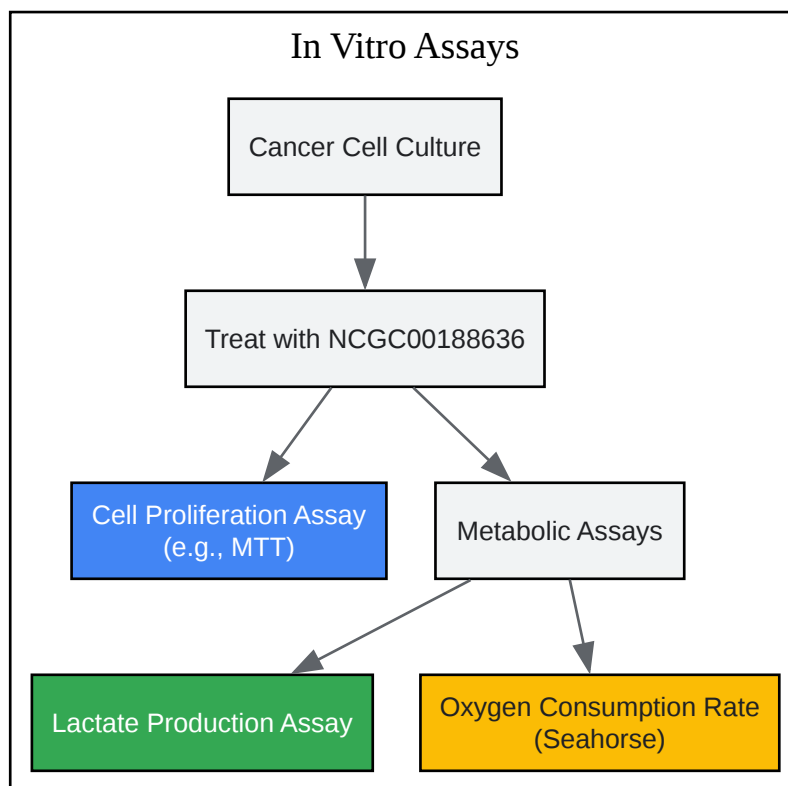 In Vitro Assays
Cancer Cell Culture
Treat with NCGC00188636
Cell Proliferation Assay
(e.g., MTT)
Metabolic Assays
Lactate Production Assay
Oxygen Consumption Rate
(Seahorse)